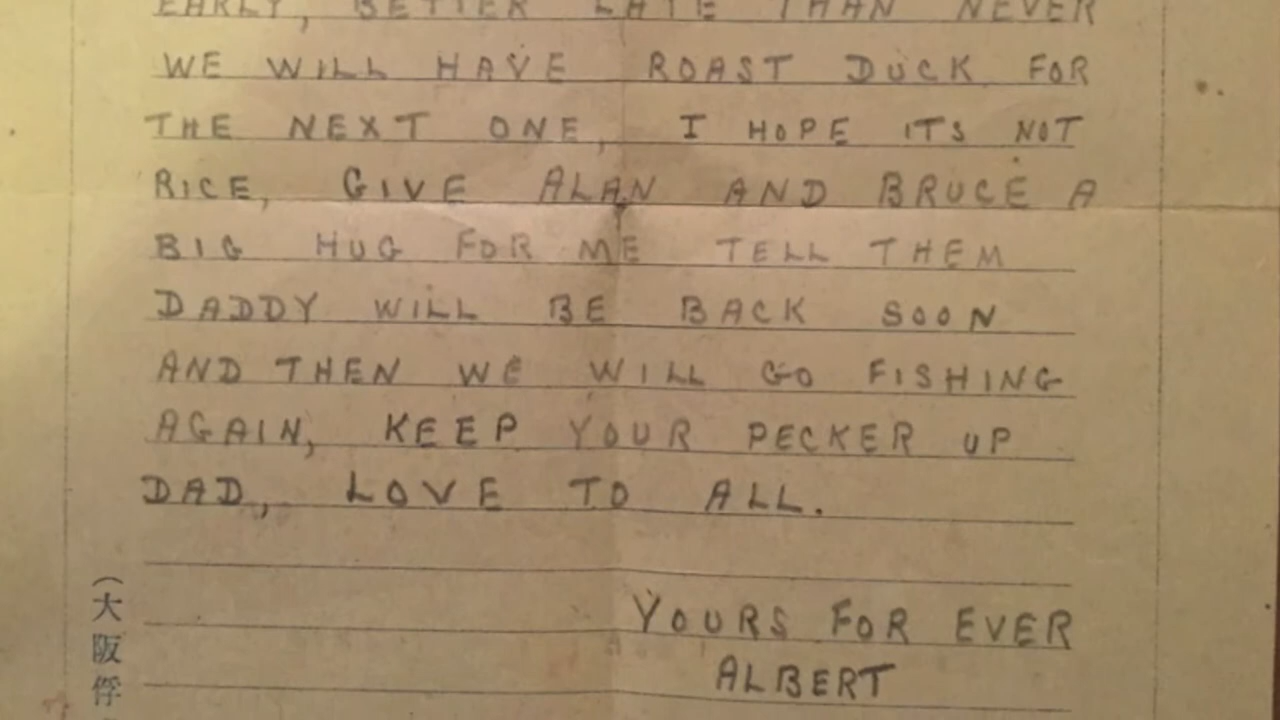 EARLY, BETTER LATE THAN NEVER
WE WILL HAVE ROAST DUCK FOR
THE NEXT ONE, I HOPE ITS NOT
RICE, GIVE ALAN AND BRUCE A
BIG HUG FOR ME TELL THEM
DADDY WILL BE BACK SOON
AND THEN WE WILL GO FISHING
AGAIN, KEEP YOUR PECKER UP
DAD, LOVE TO ALL.
YOURS FOR EVER
ALBERT
(大阪俘